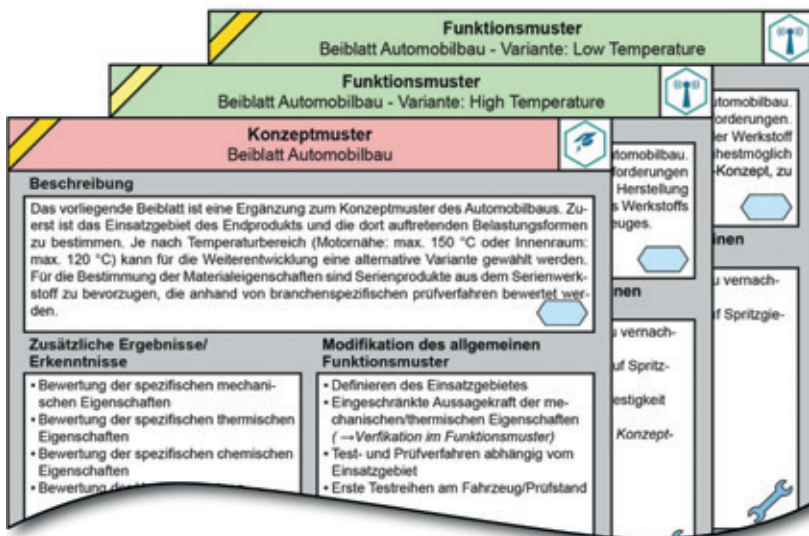 Funktionsmuster
Beiblatt Automobilbau - Variante: Low Temperature
Funktionsmuster
Beiblatt Automobilbau - Variante: High Temperature
Konzeptmuster
Beiblatt Automobilbau
Beschreibung
Das vorliegende Beiblatt ist eine Ergänzung zum Konzeptmuster des Automobilbaus. Zu-
erst ist das Einsatzgebiet des Endprodukts und die dort auftretenden Belastungsformen
zu bestimmen. Je nach Temperaturbereich (Motornähe: max. 150 °C oder Innenraum:
max. 120 °C) kann für die Weiterentwicklung eine alternative Variante gewählt werden.
Für die Bestimmung der Materialeigenschaften sind Serienprodukte aus dem Serienwerk-
stoff zu bevorzugen, die anhand von branchenspezifischen prüfverfahren bewertet wer-
den.
Zusätzliche Ergebnisse/
Erkenntnisse
• Bewertung der spezifischen mechani-
schen Eigenschaften
• Bewertung der spezifischen thermischen
Eigenschaften
• Bewertung der spezifischen chemischen
Eigenschaften
• Bewertung der
Modifikation des allgemeinen
Funktionsmuster
• Definieren des Einsatzgebietes
• Eingeschränkte Aussagekraft der me-
chanischen/thermischen Eigenschaften
( →Verfikation im Funktionsmuster)
• Test- und Prüfverfahren abhängig vom
Einsatzgebiet
• Erste Testreihen am Fahrzeug/Prüfstand
utomobilbau.
forderungen
Herstellung
s Werkstoffs
euges.
nen
u vernach-
uf Spritz-
estigkeit
Konzept-
utomobilbau.
orderungen.
er Werkstoff
hestmöglich
-Konzept, zu
inen
u vernach-
f Spritzgie-